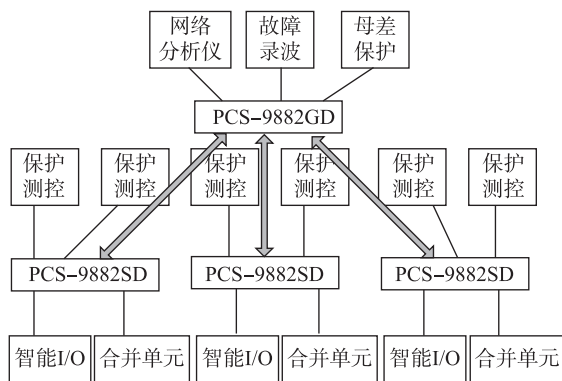 网络 故障 母差
分析仪 录波 保护
PCS-9882GD
保护 保护 保护 保护 保护 保护
测控 测控 测控 测控 测控 测控
PCS-9882SD PCS-9882SD PCS-9882SD
智能I/O 合并单元 智能I/O 合并单元 智能I/O 合并单元